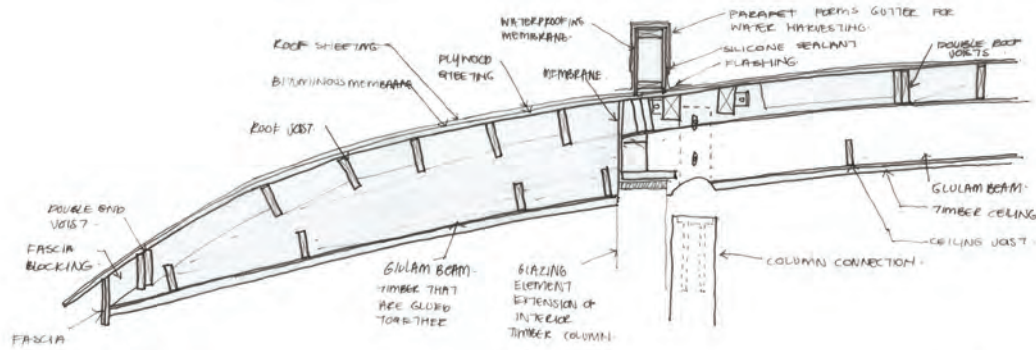 WATERPROOFING
MEMBRANE.
PARAPET FORMS GUTTER FOR
WATER HARVESTING.
SILICONE SEALANT
FLASHING
DOUBLE ROOF
JOISTS
ROOF SHEETING
PLYWOOD
SHEETING
MEMBRANE.
BITUMINOUS MEMBRANE
ROOF JOIST.
DOUBLE END
JOIST.
FASCIA
BLOCKING
FASCIA
GLULAM BEAM.
TIMBER THAT
ARE GLUED
TOGETHER
GLAZING
ELEMENT
EXTENSION OF
INTERIOR
TIMBER COLUMN.
COLUMN CONNECTION.
GLULAM BEAM.
TIMBER CEILING
CEILING JOIST.